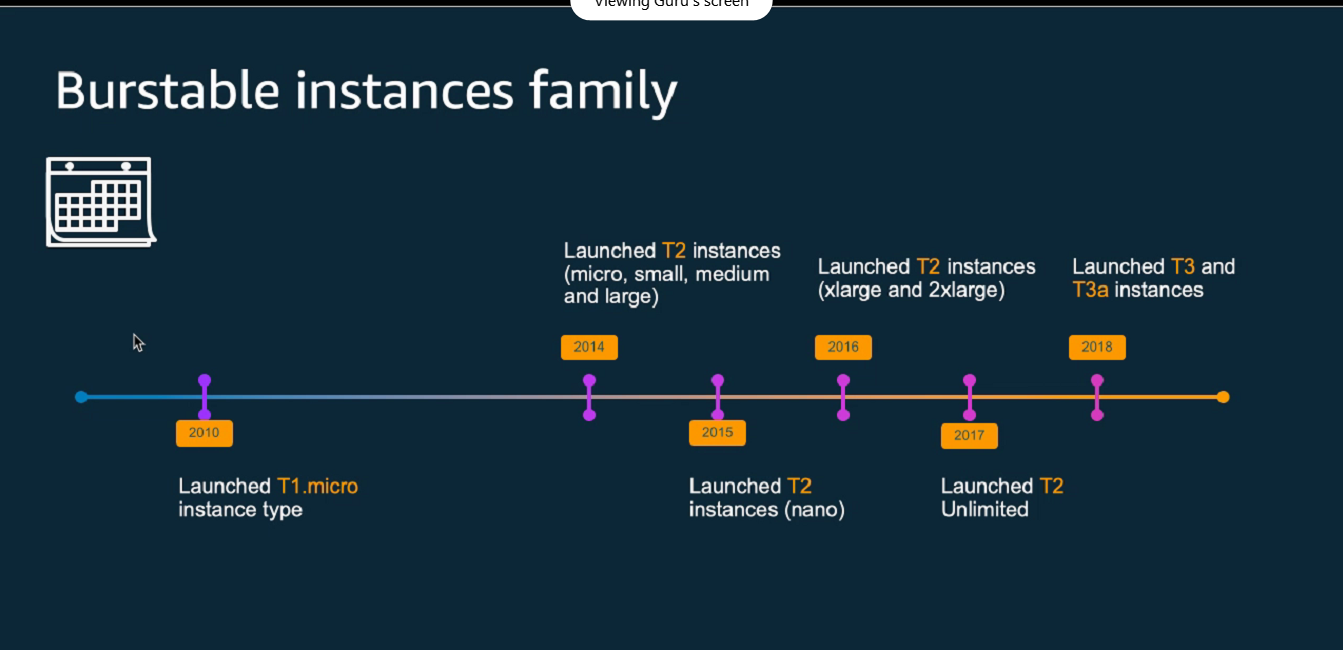 Viewing Guru's screen
Burstable instances family
Launched T2 instances
(micro, small, medium
and large)
Launched T2 instances
(xlarge and 2xlarge)
Launched T3 and
T3a instances
2014
2016
2018
2010
2015
2017
Launched T1.micro
instance type
Launched T2
instances (nano)
Launched T2
Unlimited